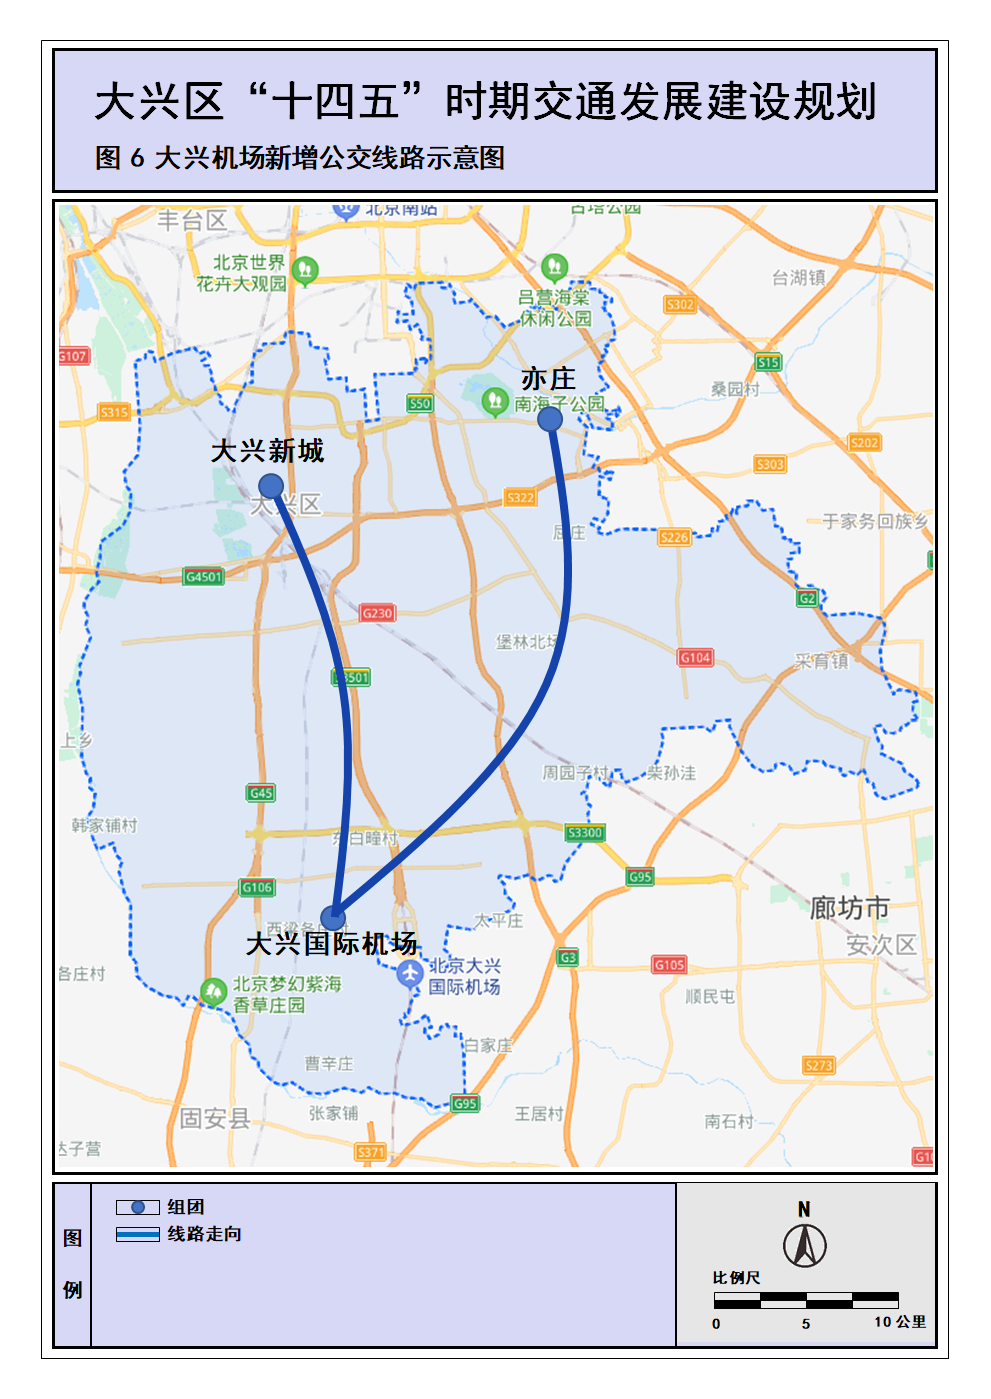 大兴区“十四五”时期交通发展建设规划
图 6 大兴机场新增公交线路示意图
丰台区
北京南站
北京世界
花卉大观园
吕营海棠
休闲公园
台湖镇
S302
G107
S15
亦庄
桑园村
S50
南海子公园
S315
大兴新城
S202
S303
大兴区
S322
于家务回族乡
屈庄
S226
G4501
G2
G230
堡林北场
G104
采育镇
上乡
周园子村
柴孙洼
G45
韩家铺村
东白疃村
S3300
G106
G95
廊坊市
太平庄
大兴国际机场
安次区
各庄村
北京大兴
国际机场
G3
G105
北京梦幻紫海
香草庄园
顺民屯
白家庄
曹辛庄
S273
固安县
张家铺
G95
王居村
南石村
达子营
S371
图
例
组团
线路走向
N
比例尺
0 5 10 公里